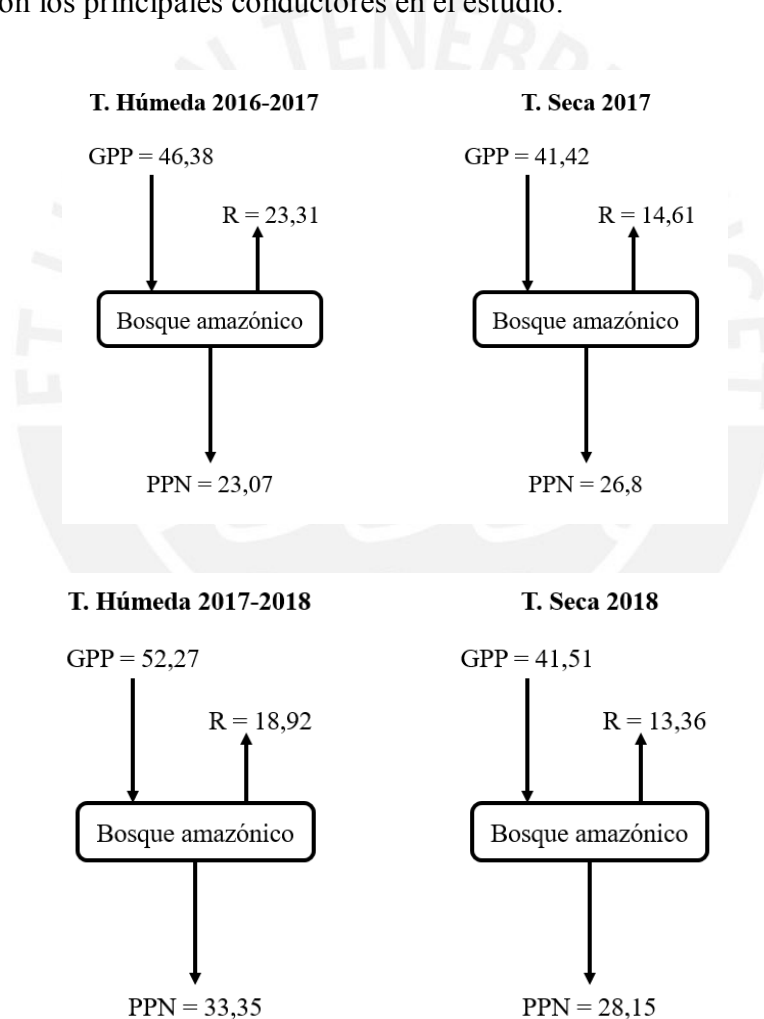 on los principales conductores en el estudio.
T. Húmeda 2016-2017
GPP = 46,38
R = 23,31
Bosque amazónico
PPN = 23,07
T. Seca 2017
GPP = 41,42
R = 14,61
Bosque amazónico
PPN = 26,8
T. Húmeda 2017-2018
GPP = 52,27
R = 18,92
Bosque amazónico
PPN = 33,35
T. Seca 2018
GPP = 41,51
R = 13,36
Bosque amazónico
PPN = 28,15